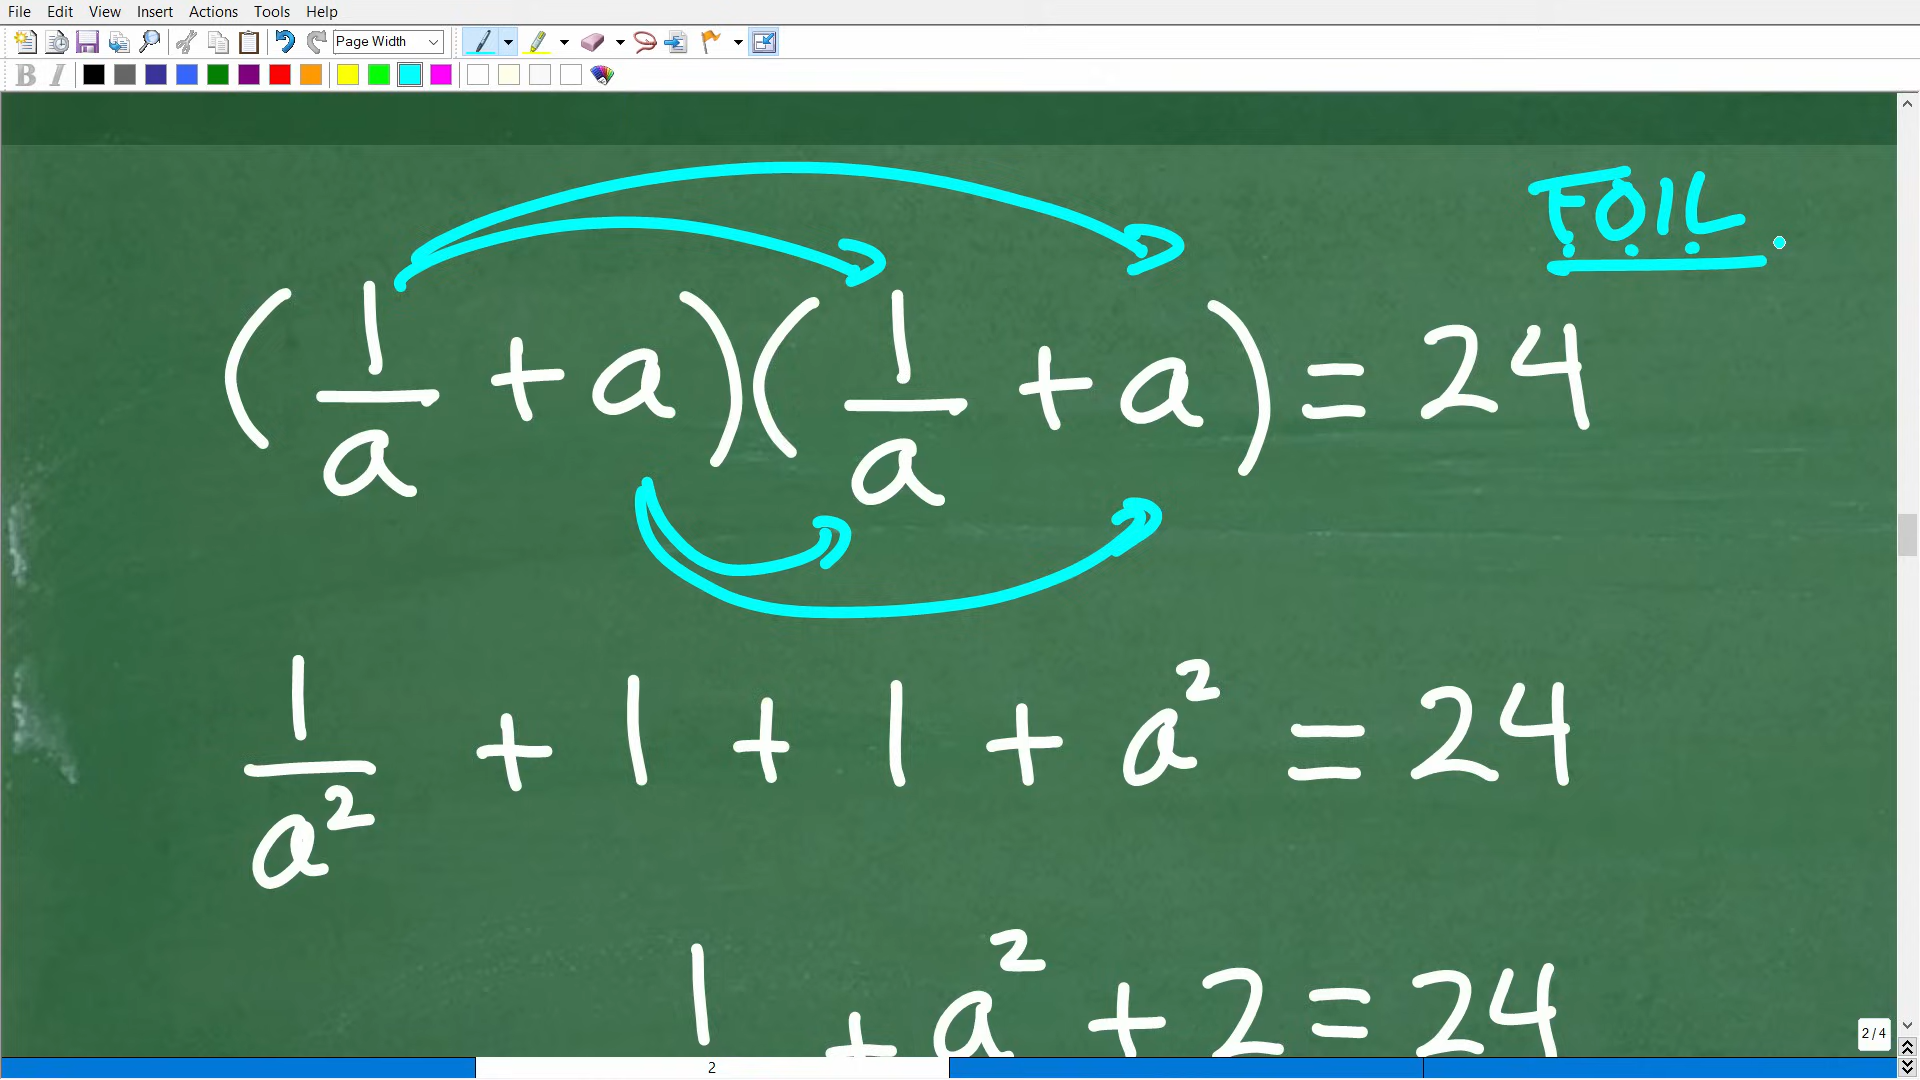 File Edit View Insert Actions Tools Help
Page Width
B I
FOIL
(1/a + a)(1/a + a) = 24
1/a² + 1 + 1 + a² = 24
1 + a² + 2 = 24
2 / 4
2